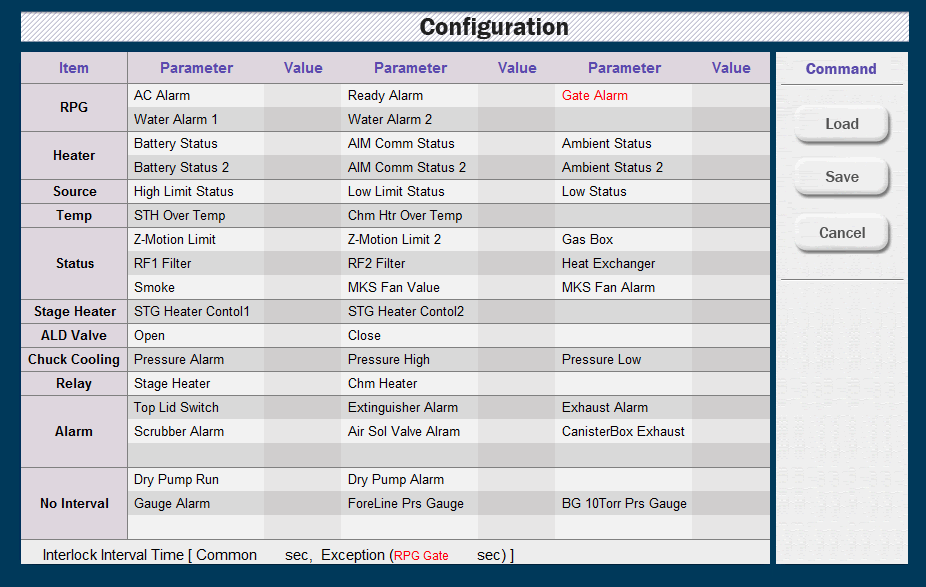 Configuration
Item Parameter Value Parameter Value Parameter Value Command
RPG AC Alarm Ready Alarm Gate Alarm
Water Alarm 1 Water Alarm 2
Load
Heater Battery Status AIM Comm Status Ambient Status
Battery Status 2 AIM Comm Status 2 Ambient Status 2
Save
Source High Limit Status Low Limit Status Low Status
Temp STH Over Temp Chm Htr Over Temp
Cancel
Status Z-Motion Limit Z-Motion Limit 2 Gas Box
RF1 Filter RF2 Filter Heat Exchanger
Smoke MKS Fan Value MKS Fan Alarm
Stage Heater STG Heater Contol1 STG Heater Contol2
ALD Valve Open Close
Chuck Cooling Pressure Alarm Pressure High Pressure Low
Relay Stage Heater Chm Heater
Alarm Top Lid Switch Extinguisher Alarm Exhaust Alarm
Scrubber Alarm Air Sol Valve Alram CanisterBox Exhaust
No Interval Dry Pump Run Dry Pump Alarm
Gauge Alarm ForeLine Prs Gauge BG 10Torr Prs Gauge
Interlock Interval Time [ Common sec, Exception (RPG Gate sec) ]